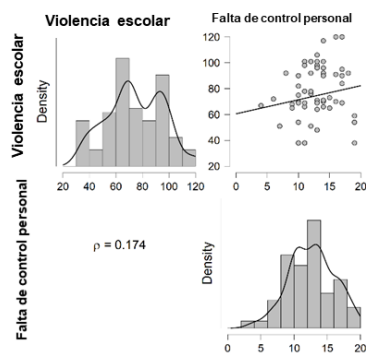 Violencia escolar
Falta de control personal
Violencia escolar
Density
120
100
80
60
40
20
20 40 60 80 100 120
0 5 10 15 20
Falta de control personal
ρ = 0.174
Density
0 5 10 15 20